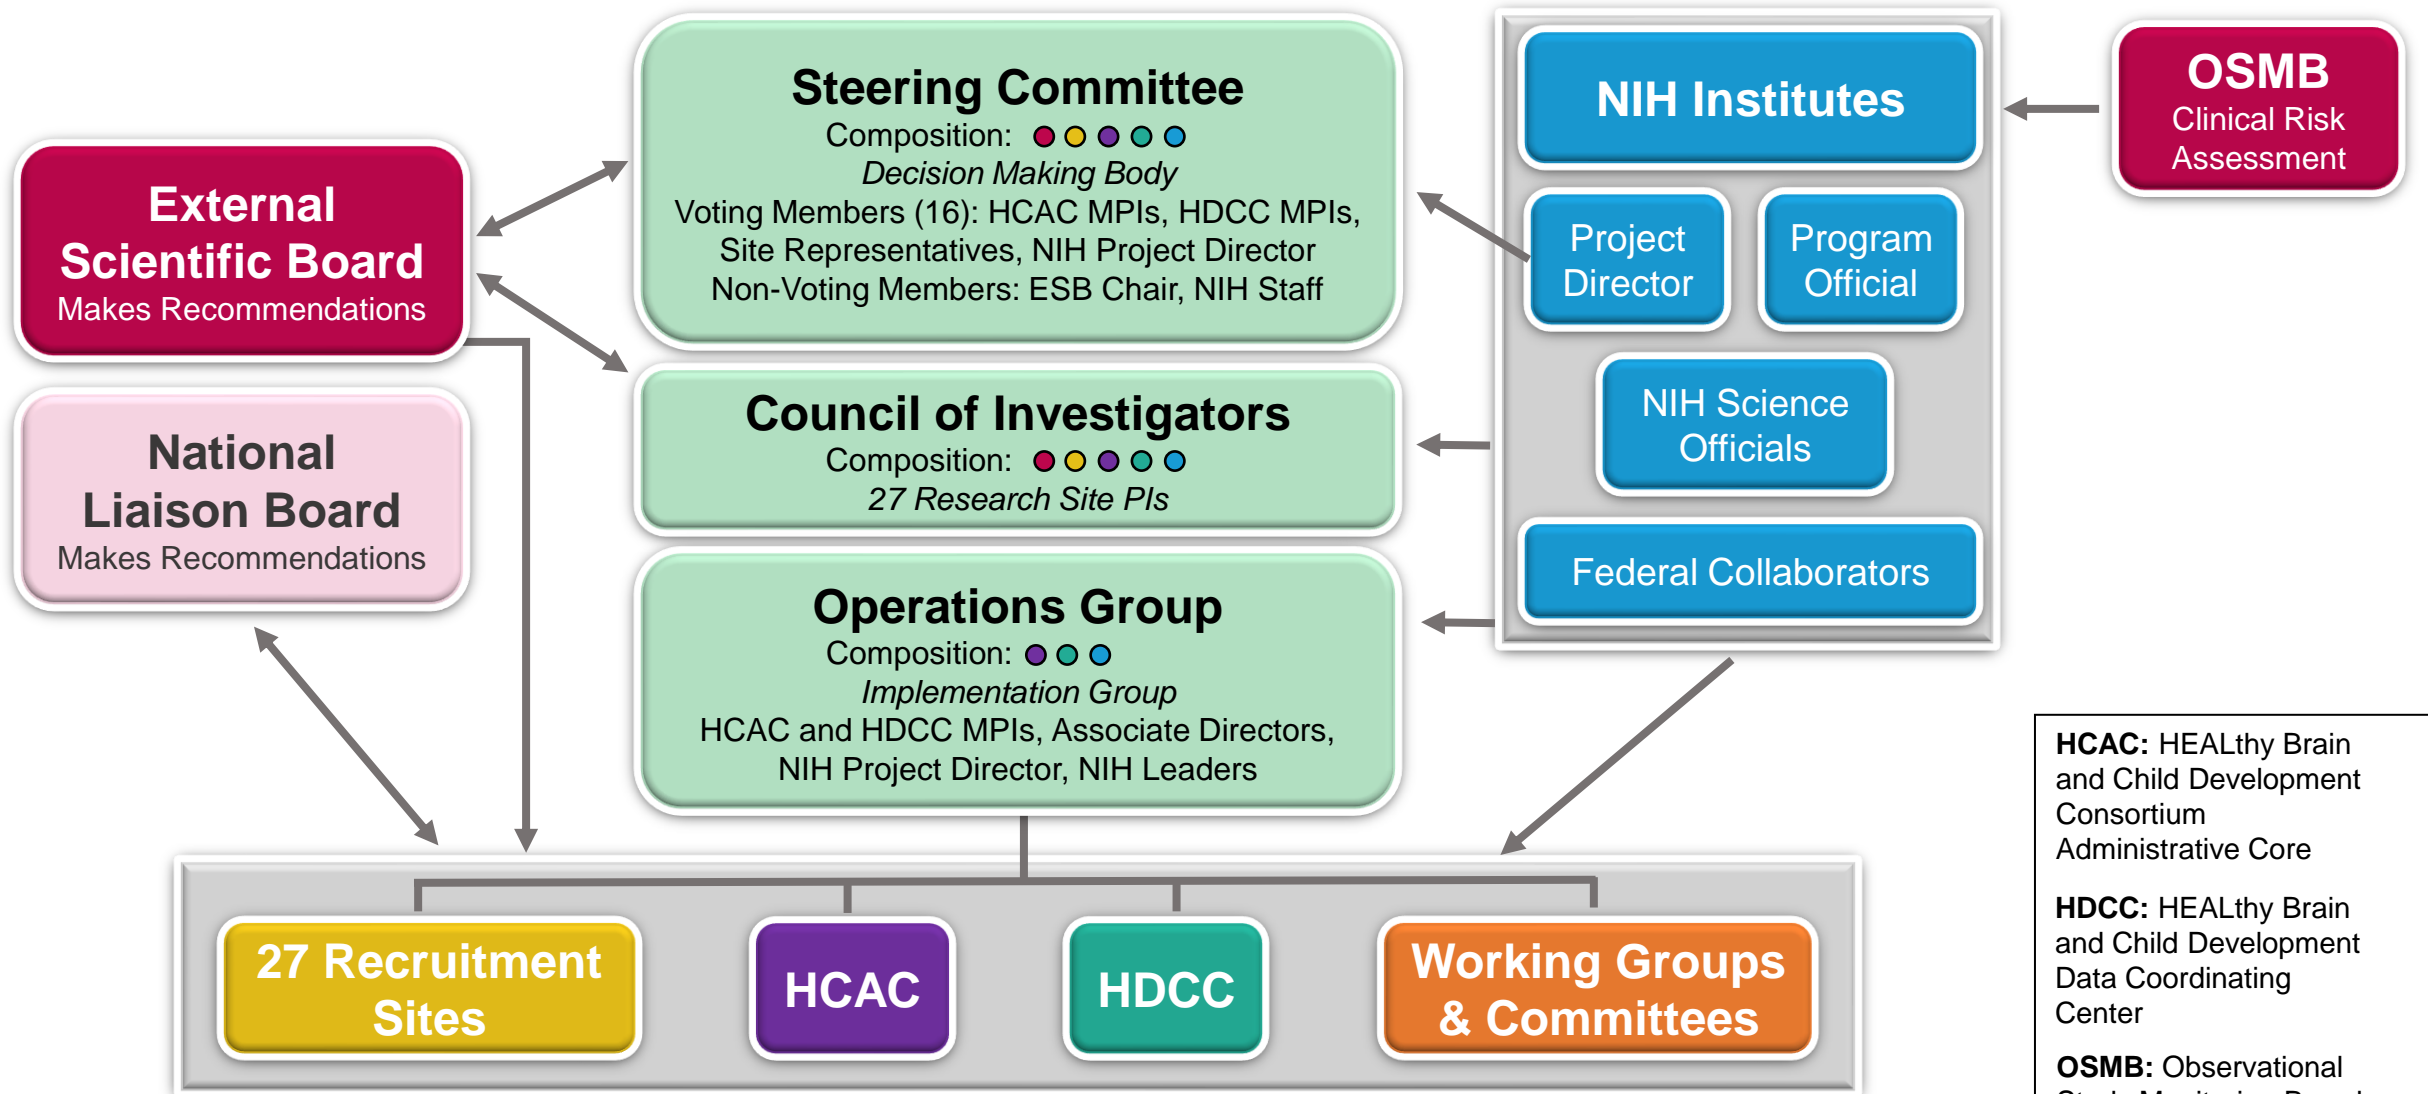 External
Scientific Board
Makes Recommendations
National
Liaison Board
Makes Recommendations
Steering Committee
Composition:
Decision Making Body
Voting Members (16): HCAC MPIs, HDCC MPIs,
Site Representatives, NIH Project Director
Non-Voting Members: ESB Chair, NIH Staff
Council of Investigators
Composition:
27 Research Site PIs
Operations Group
Composition:
Implementation Group
HCAC and HDCC MPIs, Associate Directors,
NIH Project Director, NIH Leaders
NIH Institutes
Project
Director
Program
Official
NIH Science
Officials
Federal Collaborators
OSMB
Clinical Risk
Assessment
27 Recruitment
Sites
HCAC
HDCC
Working Groups
& Committees
HCAC: HEALthy Brain
and Child Development
Consortium
Administrative Core
HDCC: HEALthy Brain
and Child Development
Data Coordinating
Center
OSMB: Observational
Study Monitoring Board